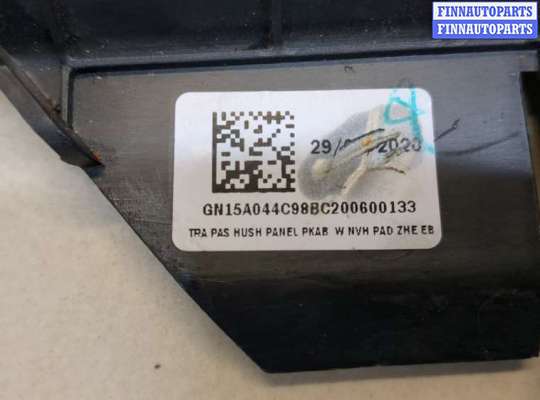 FINNAUTOPARTS
FINNAUTOPARTS
29/ /2020
GN15A044C98BC200600133
TRA PAS HUSH PANEL PKAB W NVH PAD ZHE EB